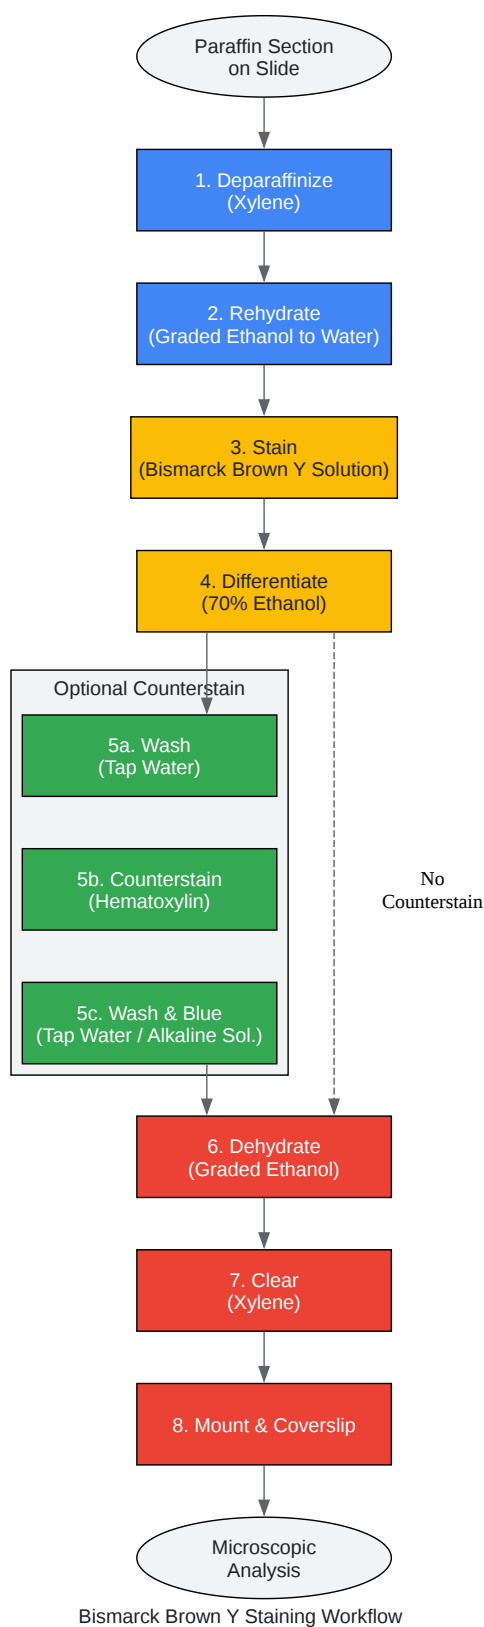 Paraffin Section
on Slide
1. Deparaffinize
(Xylene)
2. Rehydrate
(Graded Ethanol to Water)
3. Stain
(Bismarck Brown Y Solution)
4. Differentiate
(70% Ethanol)
Optional Counterstain
5a. Wash
(Tap Water)
5b. Counterstain
(Hematoxylin)
No
Counterstain
5c. Wash & Blue
(Tap Water / Alkaline Sol.)
6. Dehydrate
(Graded Ethanol)
7. Clear
(Xylene)
8. Mount & Coverslip
Microscopic
Analysis
Bismarck Brown Y Staining Workflow